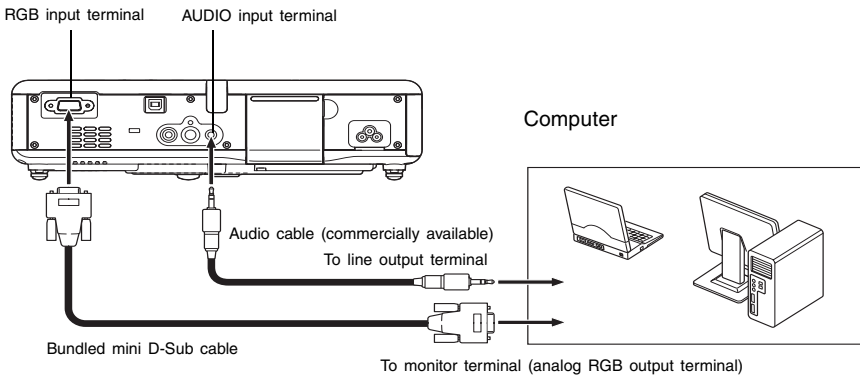 RGB input terminal
AUDIO input terminal
Computer
Audio cable (commercially available)
To line output terminal
Bundled mini D-Sub cable
To monitor terminal (analog RGB output terminal)